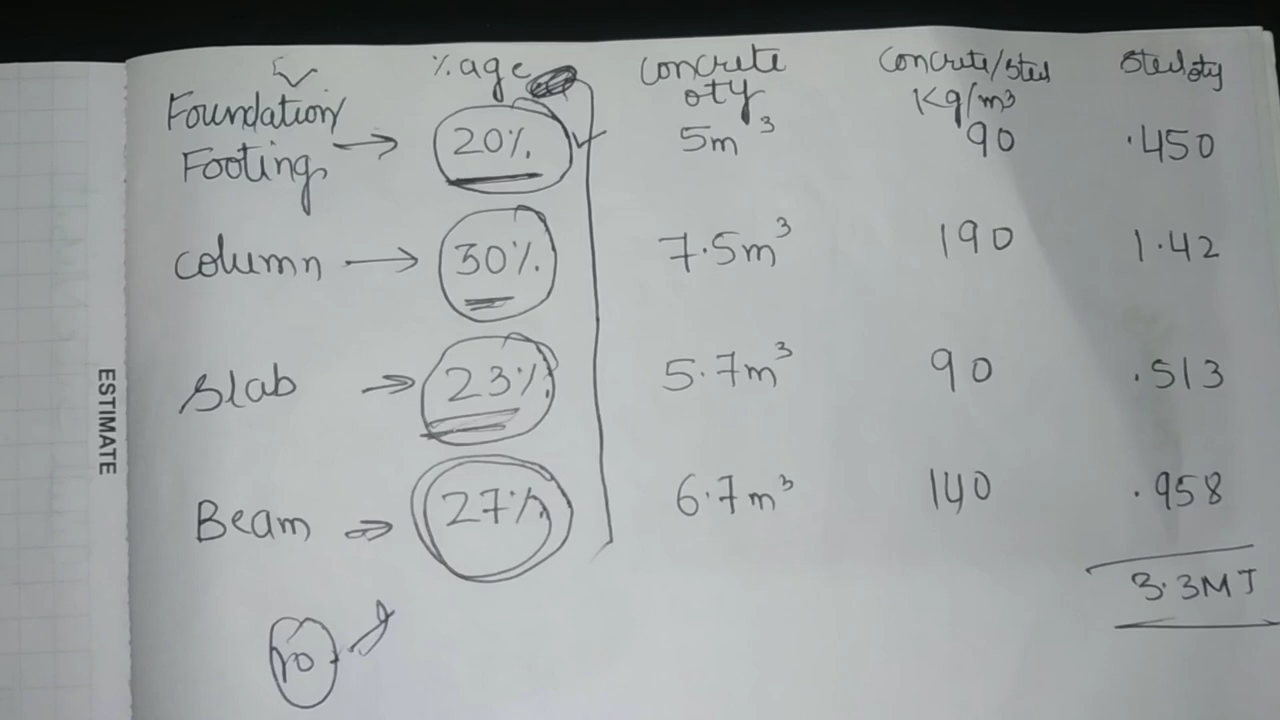 %age concrete concrete/steel Steel qty
Foundation qty Kg/m³
Footing → 20% 5m³ 90 .450
column → 30% 7.5m³ 190 1.42
Slab → 23% 5.7m³ 90 .513
Beam → 27% 6.7m³ 140 .958
3.3MT
ESTIMATE